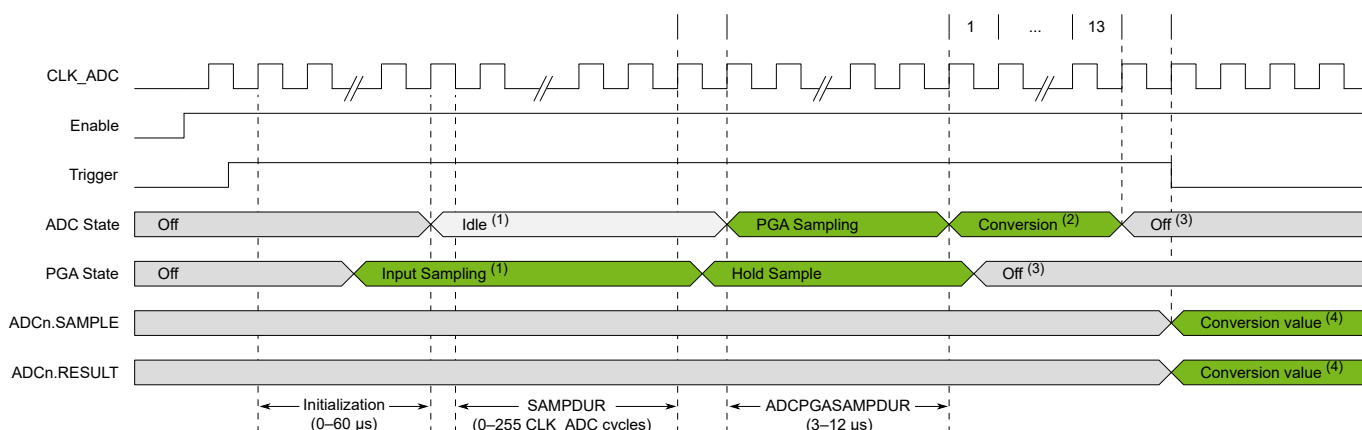 1 ... 13
CLK_ADC
Enable
Trigger
ADC State Off Idle (1) PGA Sampling Conversion (2) Off (3)
PGA State Off Input Sampling (1) Hold Sample Off (3)
ADCn.SAMPLE Conversion value (4)
ADCn.RESULT Conversion value (4)
Initialization SAMPDUR ADCPGASAMPDUR
(0–60 µs) (0–255 CLK_ADC cycles) (3–12 µs)